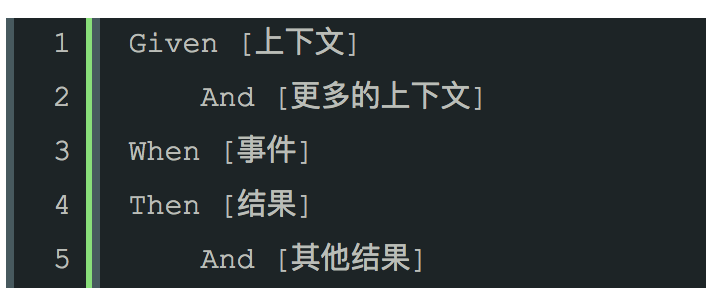 1 Given [上下文]
2 And [更多的上下文]
3 When [事件]
4 Then [结果]
5 And [其他结果]